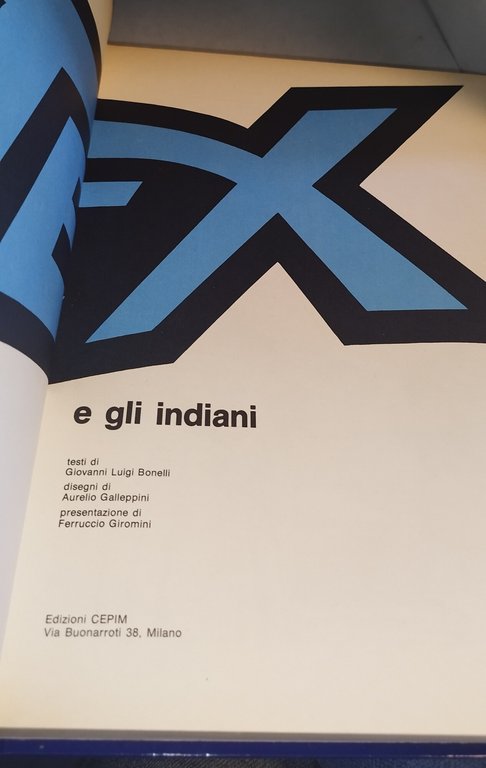 TEX
e gli indiani
testi di
Giovanni Luigi Bonelli
disegni di
Aurelio Galleppini
presentazione di
Ferruccio Giromini
Edizioni CEPIM
Via Buonarroti 38, Milano